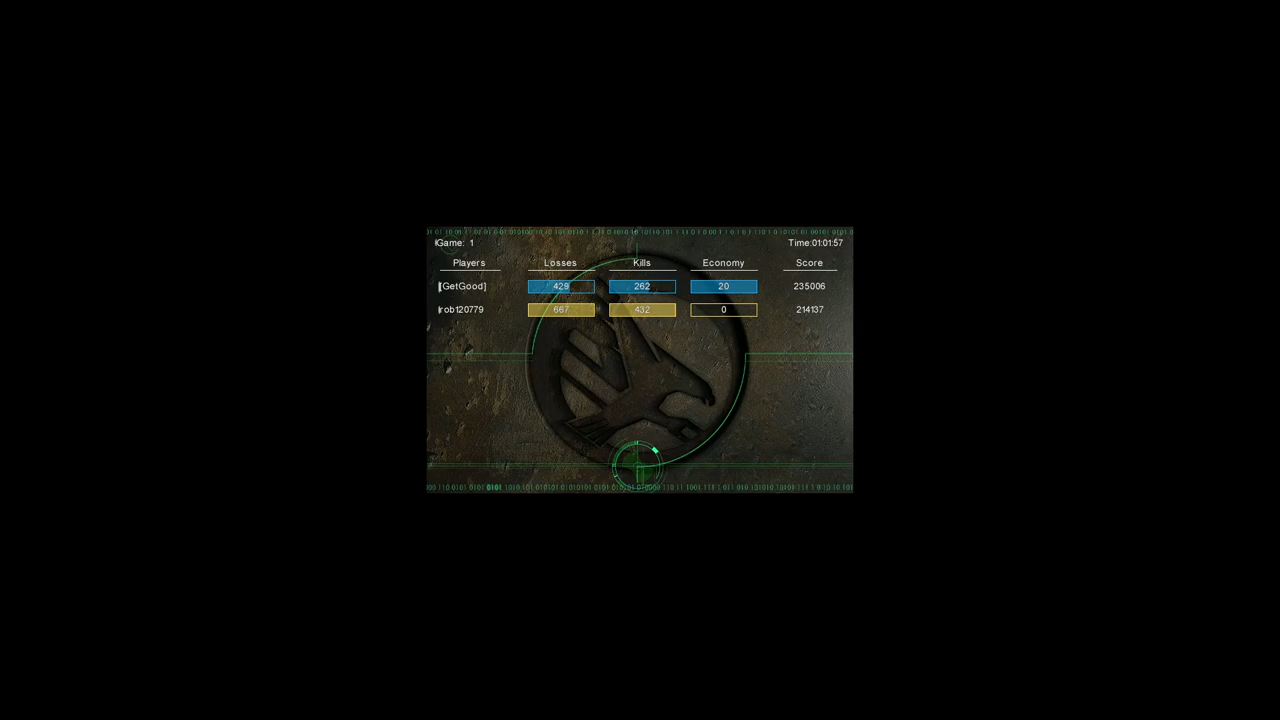 Game: 1 Time:01:01:57
Players Losses Kills Economy Score
[GetGood] 429 262 20 235006
rob120779 667 432 0 214137